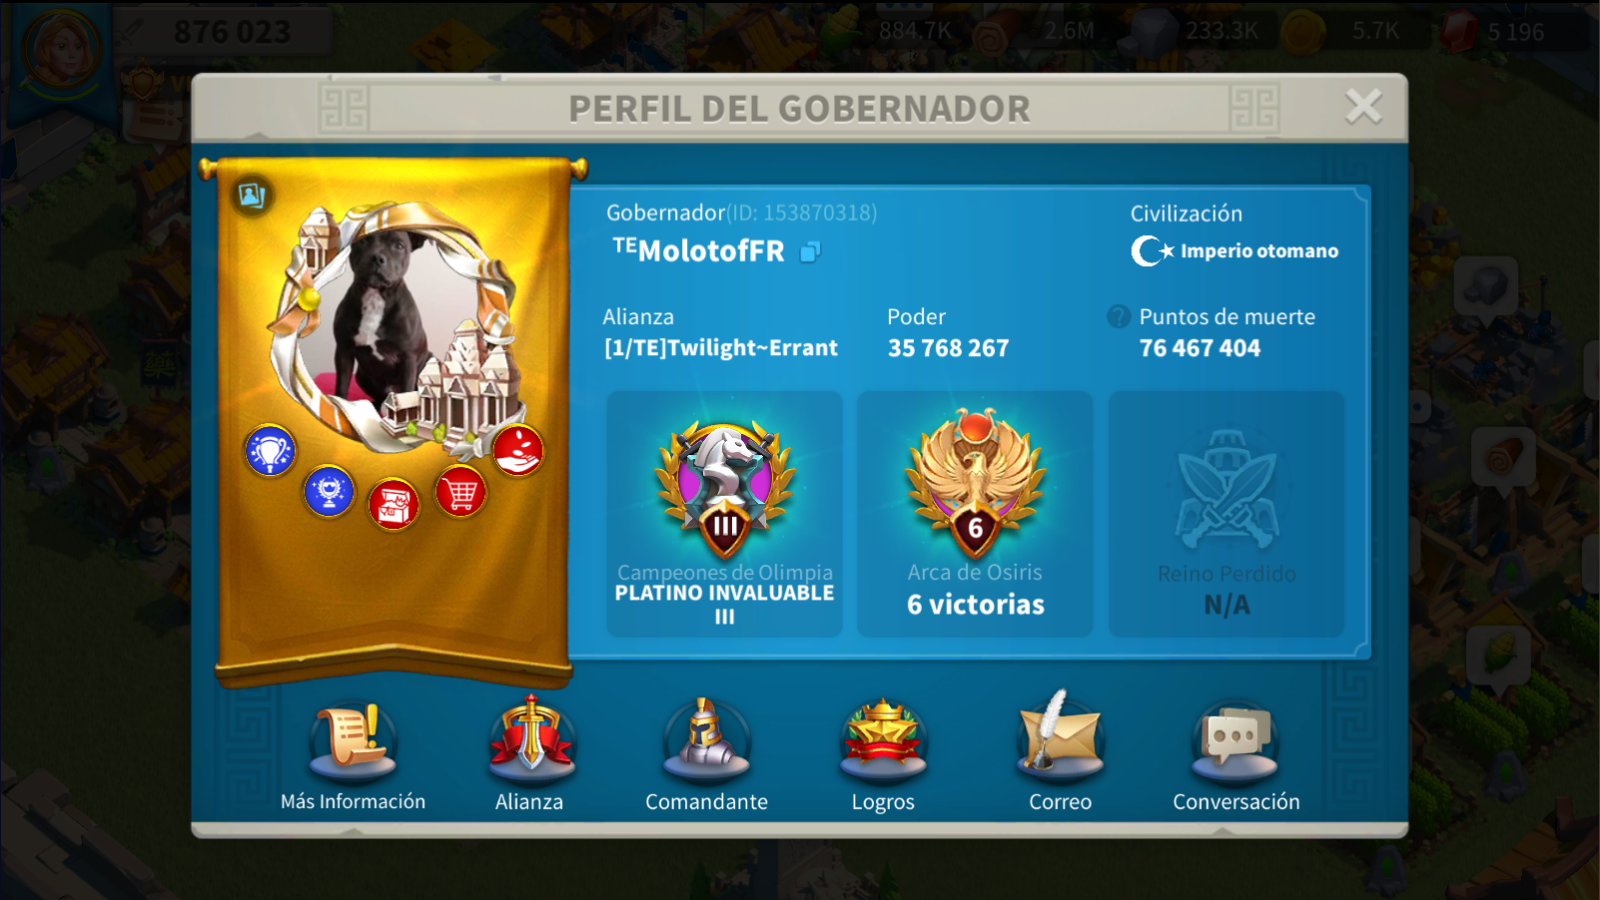 876 023
884.7K
2.6M
233.3K
5.7K
5 196
PERFIL DEL GOBERNADOR
Gobernador(ID: 153870318)
ᵀᴱMolotofFR
Civilización
Imperio otomano
Alianza
[1/TE]Twilight~Errant
Poder
35 768 267
? Puntos de muerte
76 467 404
III
Campeones de Olimpia
PLATINO INVALUABLE
III
6
Arca de Osiris
6 victorias
Reino Perdido
N/A
Más Información
Alianza
Comandante
Logros
Correo
Conversación